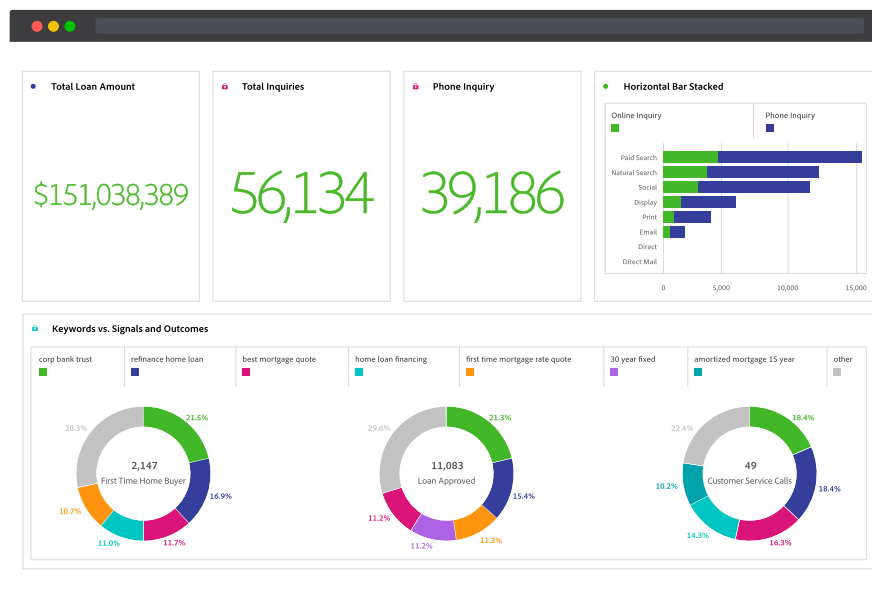 Total Loan Amount
$151,038,389
Total Inquiries
56,134
Phone Inquiry
39,186
Horizontal Bar Stacked
Online Inquiry
Phone Inquiry
Paid Search
Natural Search
Social
Display
Print
Email
Direct
Direct Mail
0 5,000 10,000 15,000
Keywords vs. Signals and Outcomes
corp bank trust
refinance home loan
best mortgage quote
home loan financing
first time mortgage rate quote
30 year fixed
amortized mortgage 15 year
other
28.3%
21.5%
2,147
First Time Home Buyer
16.9%
10.7%
11.0%
11.7%
29.6%
21.3%
11,083
Loan Approved
15.4%
11.2%
11.2%
11.3%
22.4%
18.4%
49
Customer Service Calls
10.2%
18.4%
14.3%
16.3%